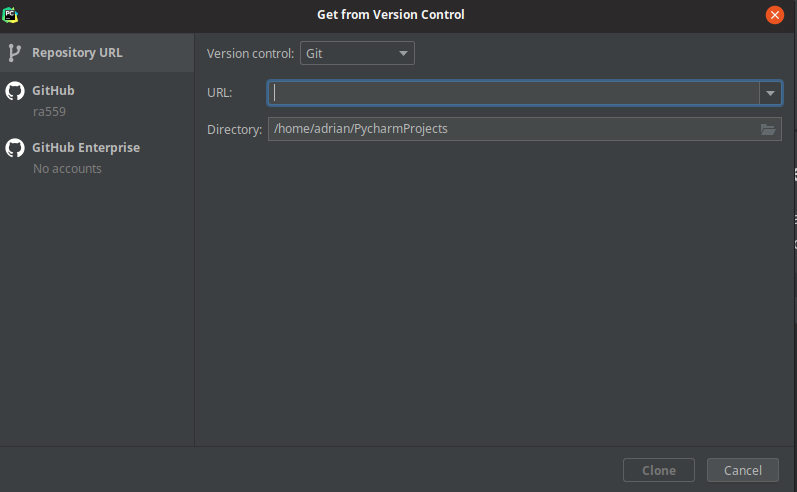 PC
Get from Version Control
Repository URL
GitHub
ra559
GitHub Enterprise
No accounts
Version control: Git
URL:
Directory: /home/adrian/PycharmProjects
Clone Cancel